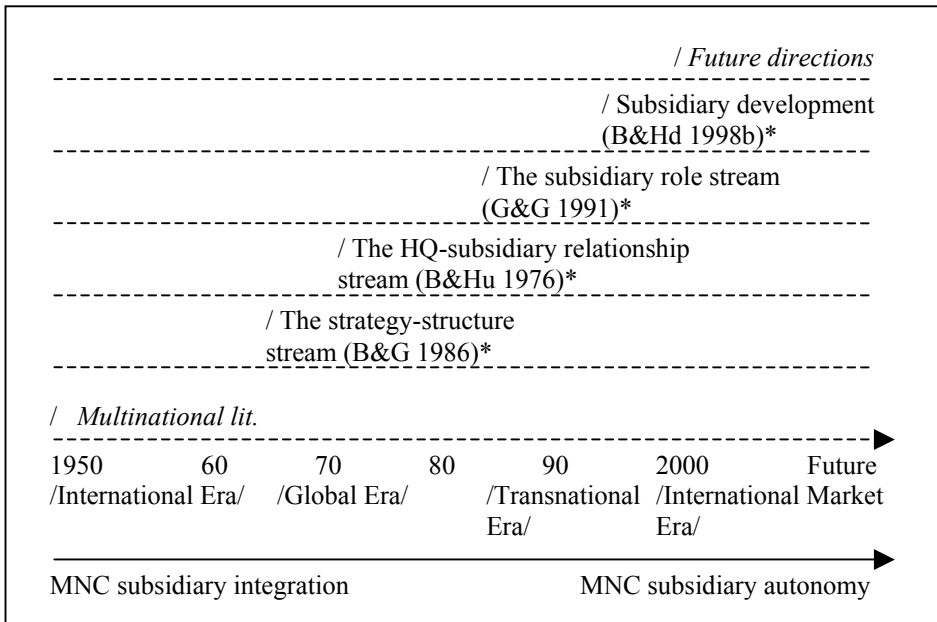 / Future directions
/ Subsidiary development
(B&Hd 1998b)*
/ The subsidiary role stream
(G&G 1991)*
/ The HQ-subsidiary relationship
stream (B&Hu 1976)*
/ The strategy-structure
stream (B&G 1986)*
/ Multinational lit.
1950 60 70 80 90 2000 Future
/International Era/ /Global Era/ /Transnational /International Market
Era/ Era/
MNC subsidiary integration MNC subsidiary autonomy